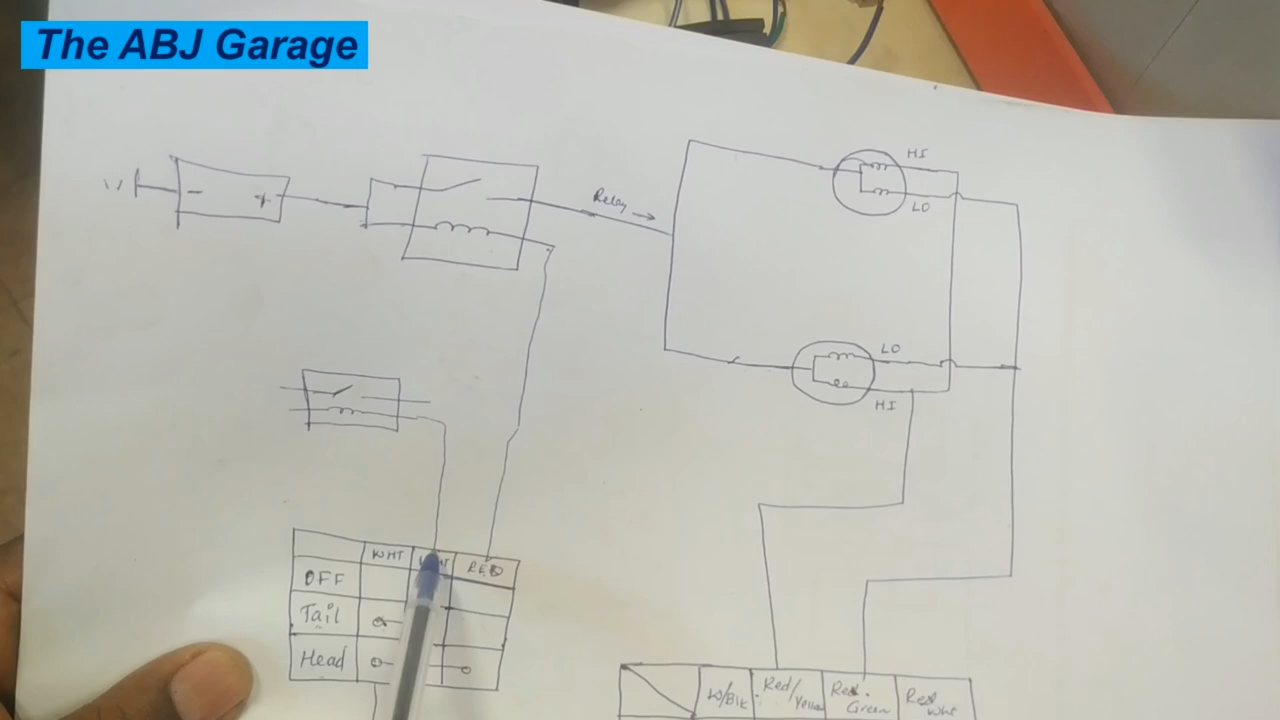 The ABJ Garage
- +
Relay →
HI
LO
LO
HI
WHT RED
OFF
Tail
Head
W/Blk Red/Yellow Red. Green Red Wht